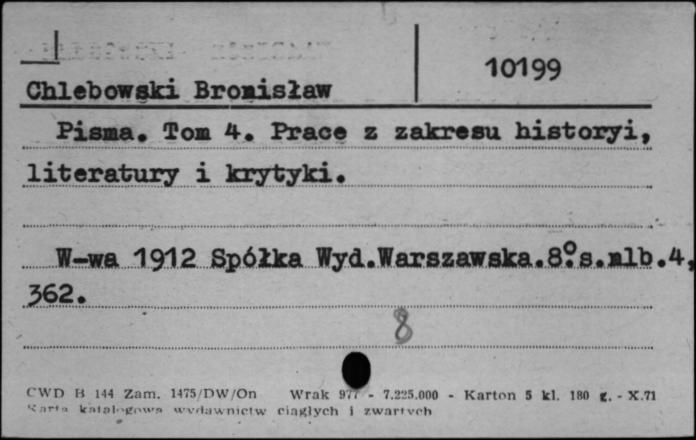 10199
Chlebowski Bronisław
Pisma. Tom 4. Prace z zakresu historyi,
literatury i krytyki.
W-wa 1912 Spółka Wyd.Warszawska.8°.s.nlb.4,
362.
8
CWD B 144 Zam. 1475/DW/On Wrak - 7.225.000 - Karton 5 kl. 180 g. - X.71
Karta katalogowa wydawnictw ciągłych i zwartych